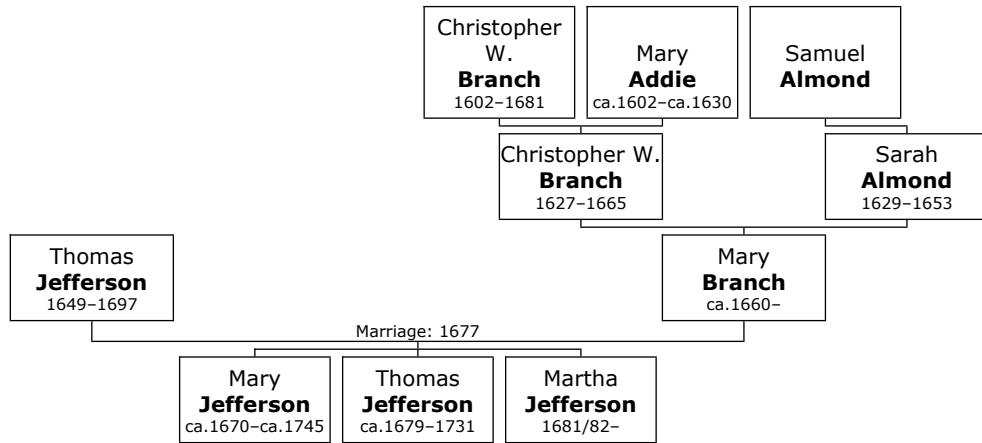 Christopher
W.
Branch
1602–1681
Mary
Addie
ca.1602–ca.1630
Samuel
Almond
Christopher W.
Branch
1627–1665
Sarah
Almond
1629–1653
Thomas
Jefferson
1649–1697
Mary
Branch
ca.1660–
Marriage: 1677
Mary
Jefferson
ca.1670–ca.1745
Thomas
Jefferson
ca.1679–1731
Martha
Jefferson
1681/82–